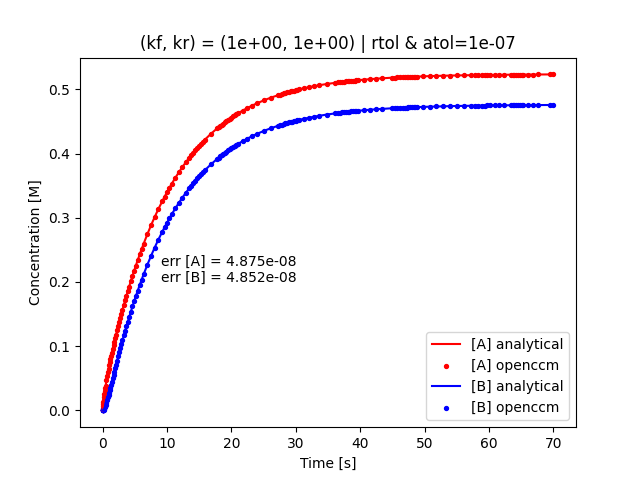 (kf, kr) = (1e+00, 1e+00) | rtol & atol=1e-07
Concentration [M]
0.5
0.4
0.3
0.2
0.1
0.0
err [A] = 4.875e-08
err [B] = 4.852e-08
[A] analytical
[A] openccm
[B] analytical
[B] openccm
0 10 20 30 40 50 60 70
Time [s]